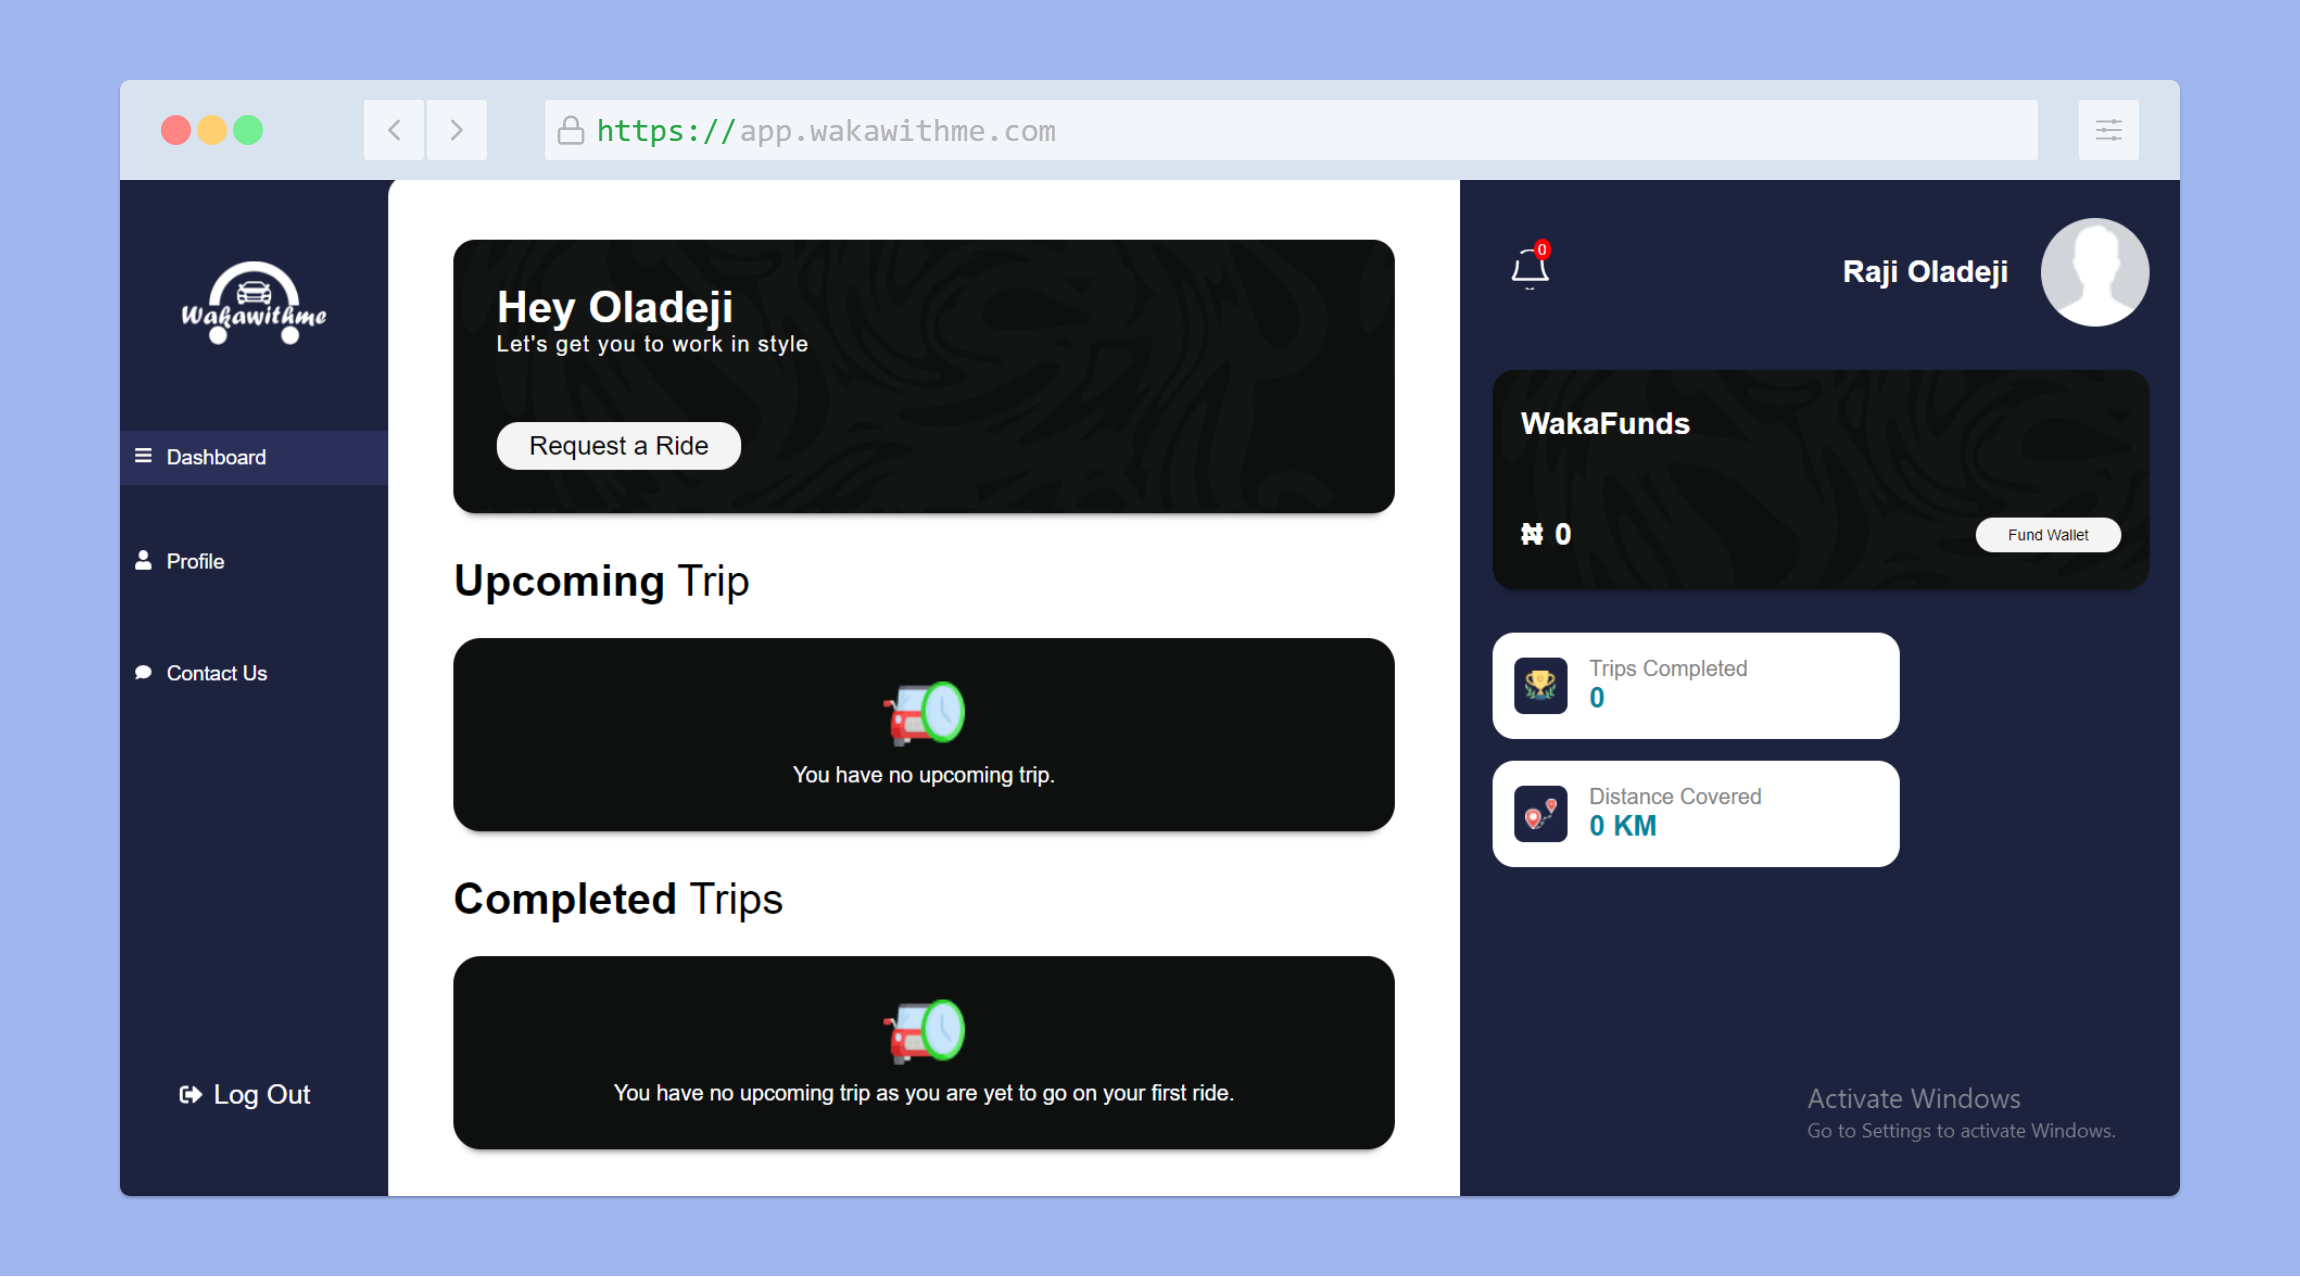 https://app.wakawithme.com
Wakawithme
Dashboard
Profile
Contact Us
Log Out
Hey Oladeji
Let's get you to work in style
Request a Ride
Upcoming Trip
You have no upcoming trip.
Completed Trips
You have no upcoming trip as you are yet to go on your first ride.
0
Raji Oladeji
WakaFunds
₦ 0
Fund Wallet
Trips Completed
0
Distance Covered
0 KM
Activate Windows
Go to Settings to activate Windows.